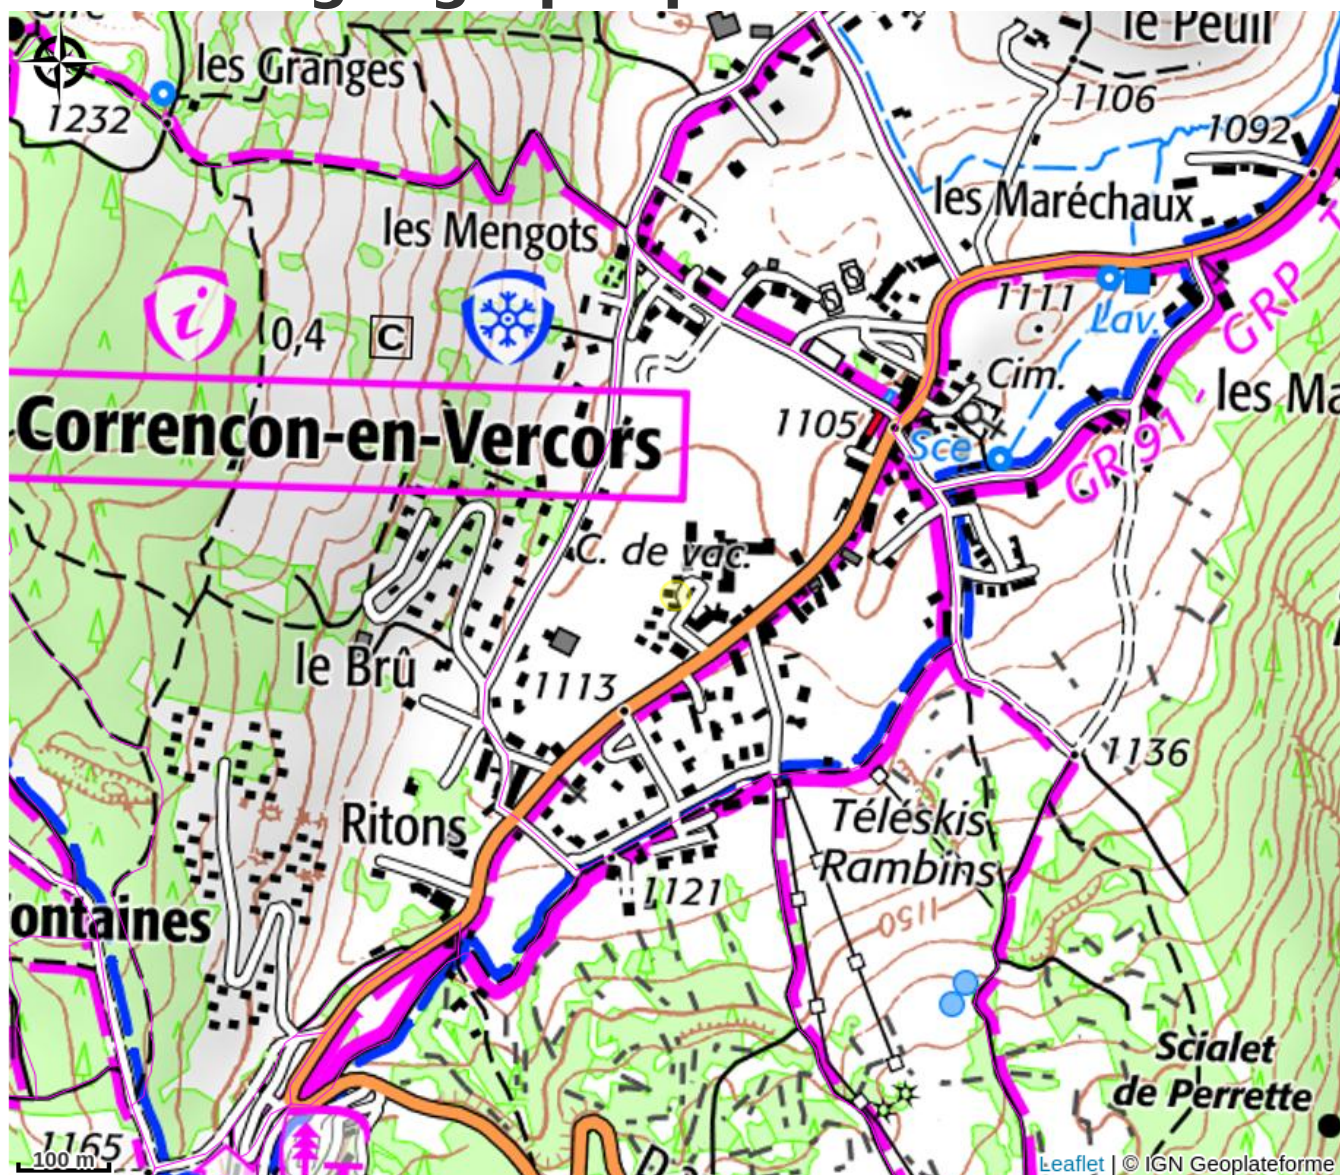 le Peuil
les Granges
1106
1232
1092
les Maréchaux
les Mengots
1111
Lav.
GRP
i
0,4
C
Cim.
les Ma
Corrençon-en-Vercors
1105
Sce
GR 91 -
C. de vac.
le Brû
1113
1136
Ritons
Téléskis
Rambins
1121
1150
ontaines
Scialet
de Perrette
1165
100 m
Leaflet | © IGN Geoplateforme